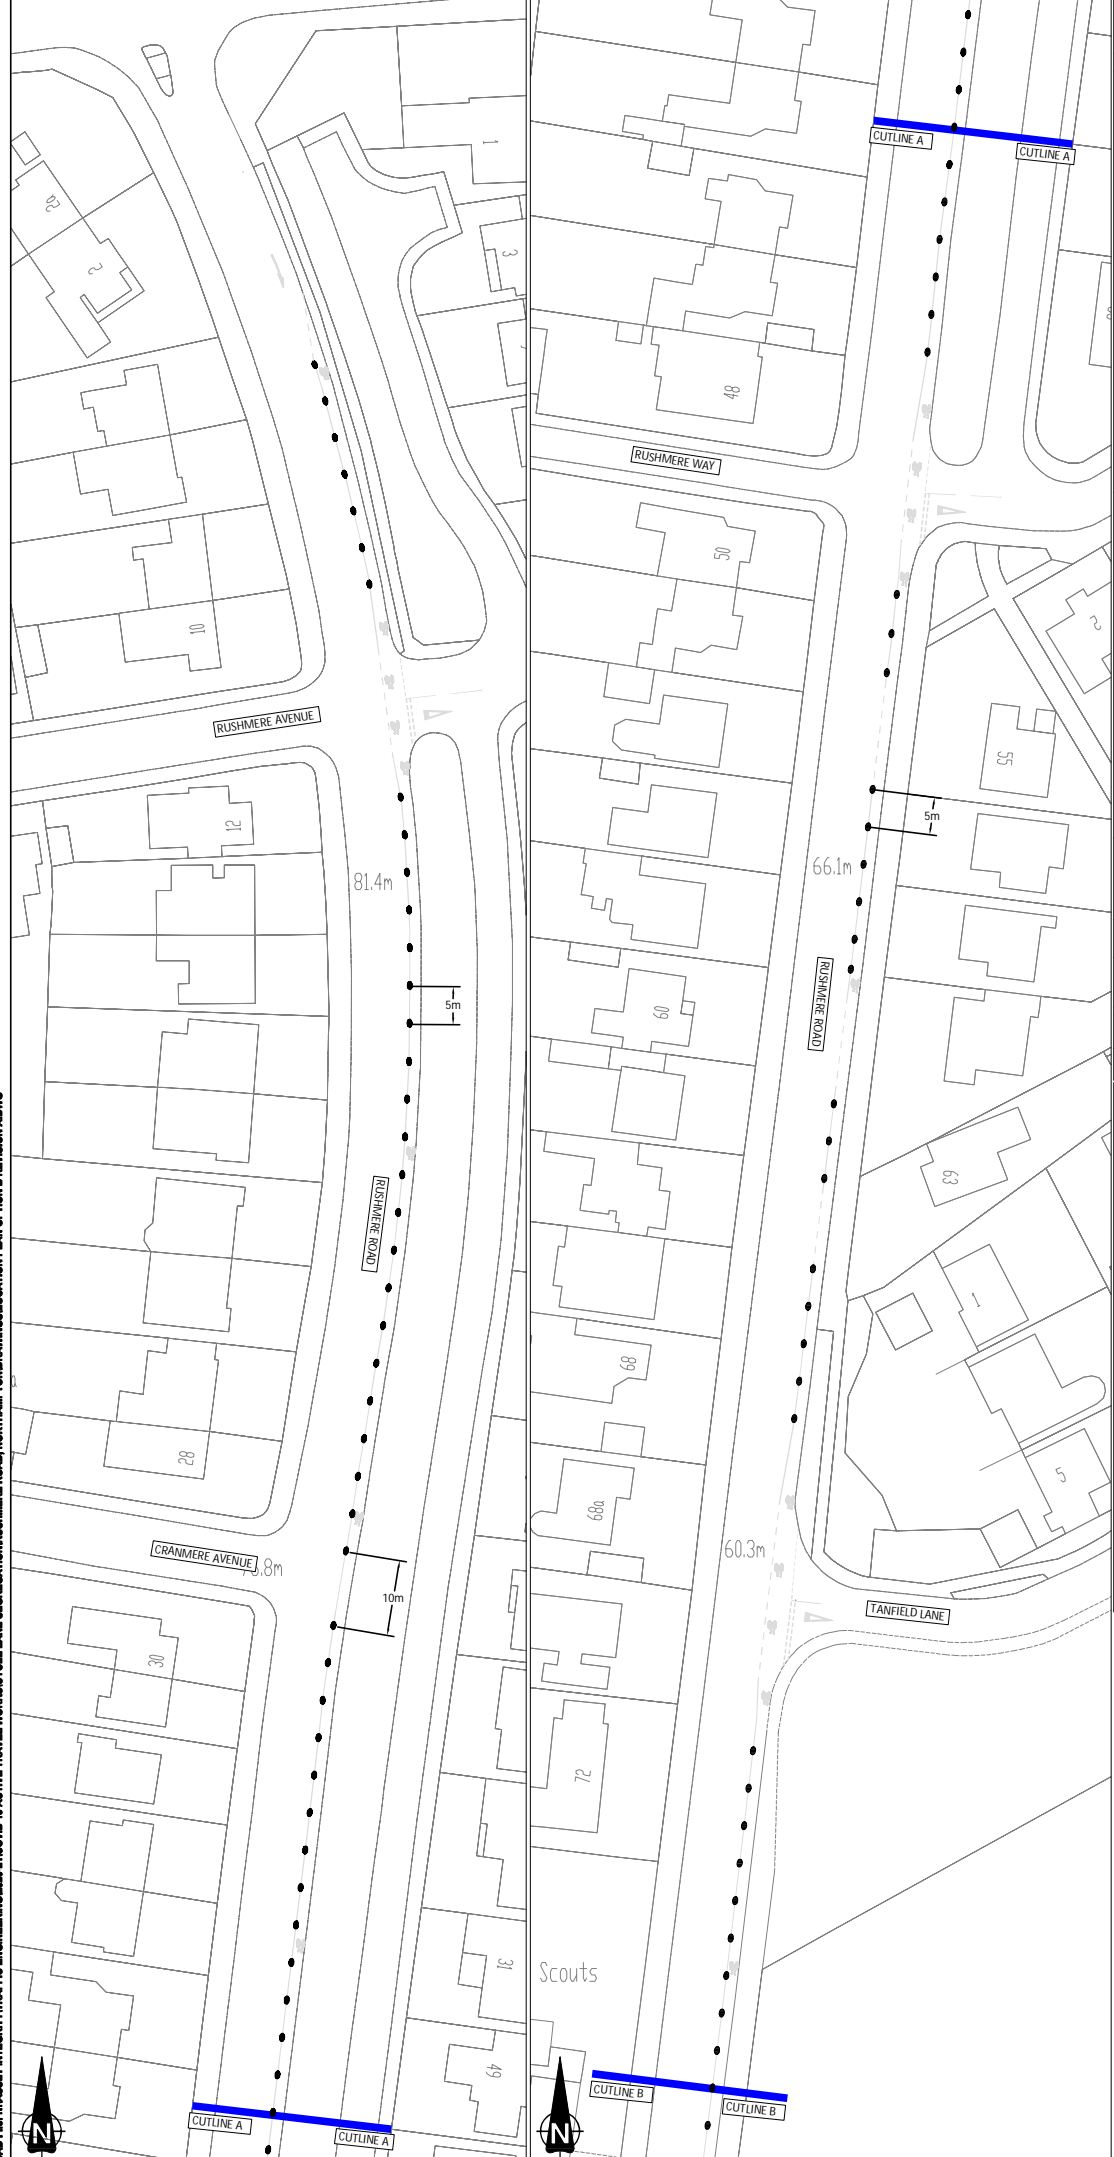 1
2a
2
3
10
RUSHMERE AVENUE
12
81.4m
5m
RUSHMERE ROAD
28
CRANMERE AVENUE
.8m
10m
30
31
49
N
CUTLINE A
CUTLINE A
CUTLINE A
CUTLINE A
48
RUSHMERE WAY
50
2
55
5m
66.1m
RUSHMERE ROAD
60
63
1
68
5
68a
60.3m
TANFIELD LANE
72
Scouts
N
CUTLINE B
CUTLINE B